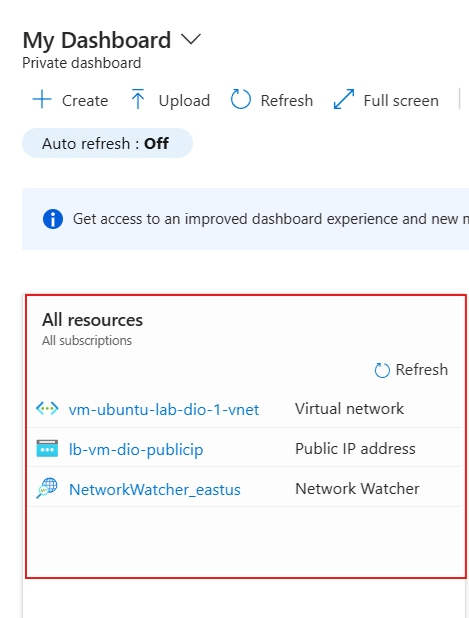 My Dashboard
Private dashboard
Create Upload Refresh Full screen
Auto refresh : Off
Get access to an improved dashboard experience and new
All resources
All subscriptions
Refresh
vm-ubuntu-lab-dio-1-vnet Virtual network
lb-vm-dio-publicip Public IP address
NetworkWatcher_eastus Network Watcher